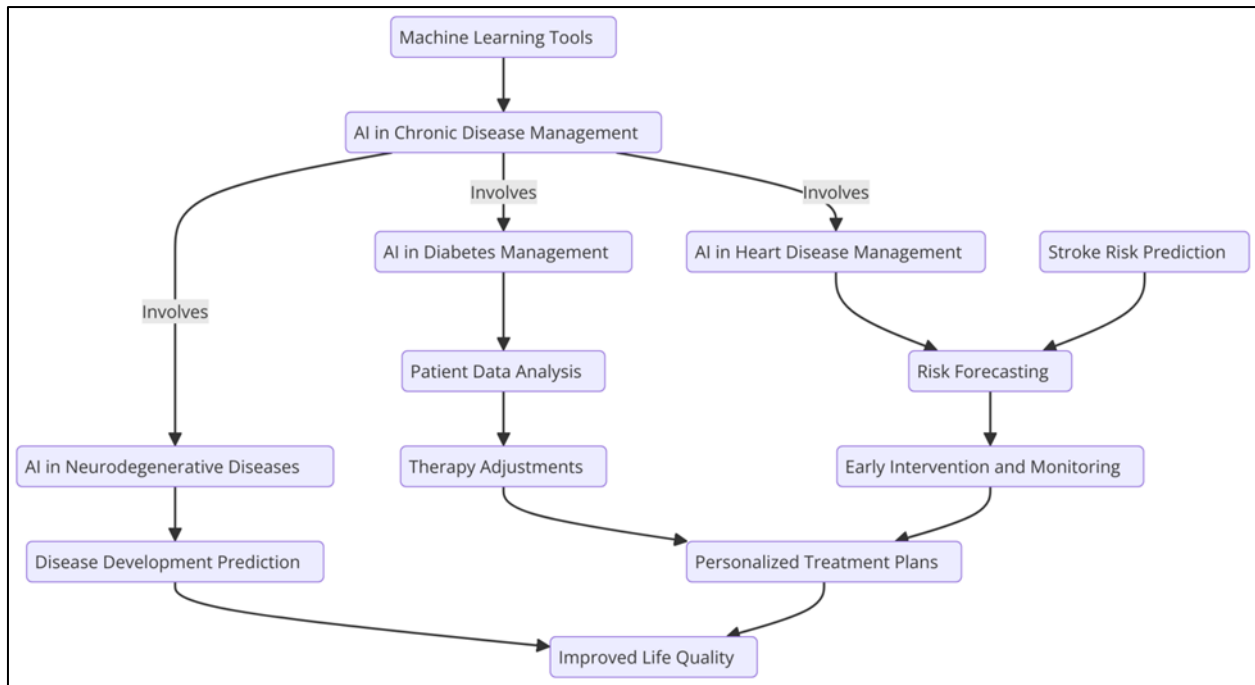 Machine Learning Tools
AI in Chronic Disease Management
Involves
Involves
AI in Diabetes Management
AI in Heart Disease Management
Stroke Risk Prediction
Involves
Patient Data Analysis
Risk Forecasting
AI in Neurodegenerative Diseases
Therapy Adjustments
Early Intervention and Monitoring
Disease Development Prediction
Personalized Treatment Plans
Improved Life Quality